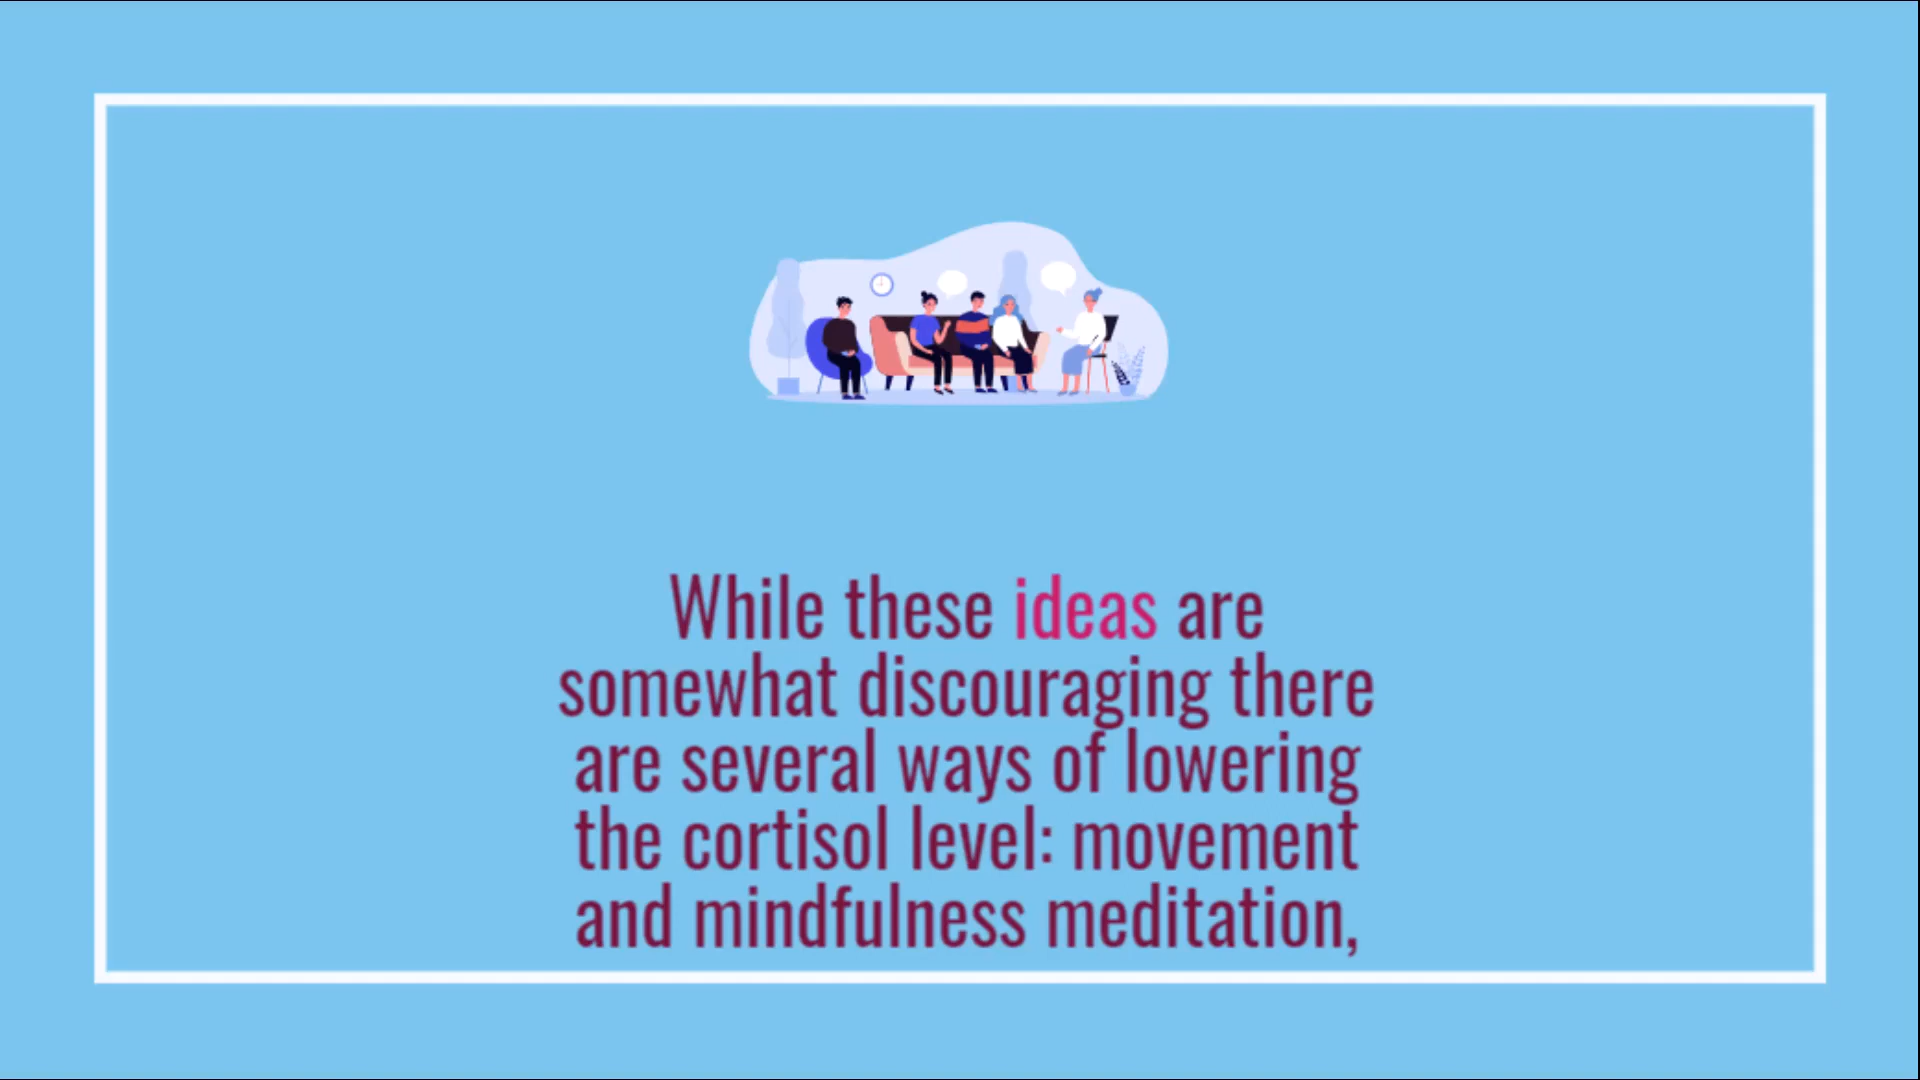 While these ideas are
somewhat discouraging there
are several ways of lowering
the cortisol level: movement
and mindfulness meditation,